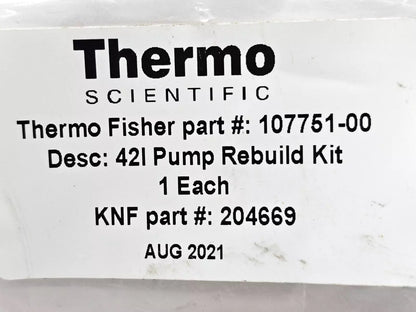 Thermo
SCIENTIFIC
Thermo Fisher part #: 107751-00
Desc: 42I Pump Rebuild Kit
1 Each
KNF part #: 204669
AUG 2021